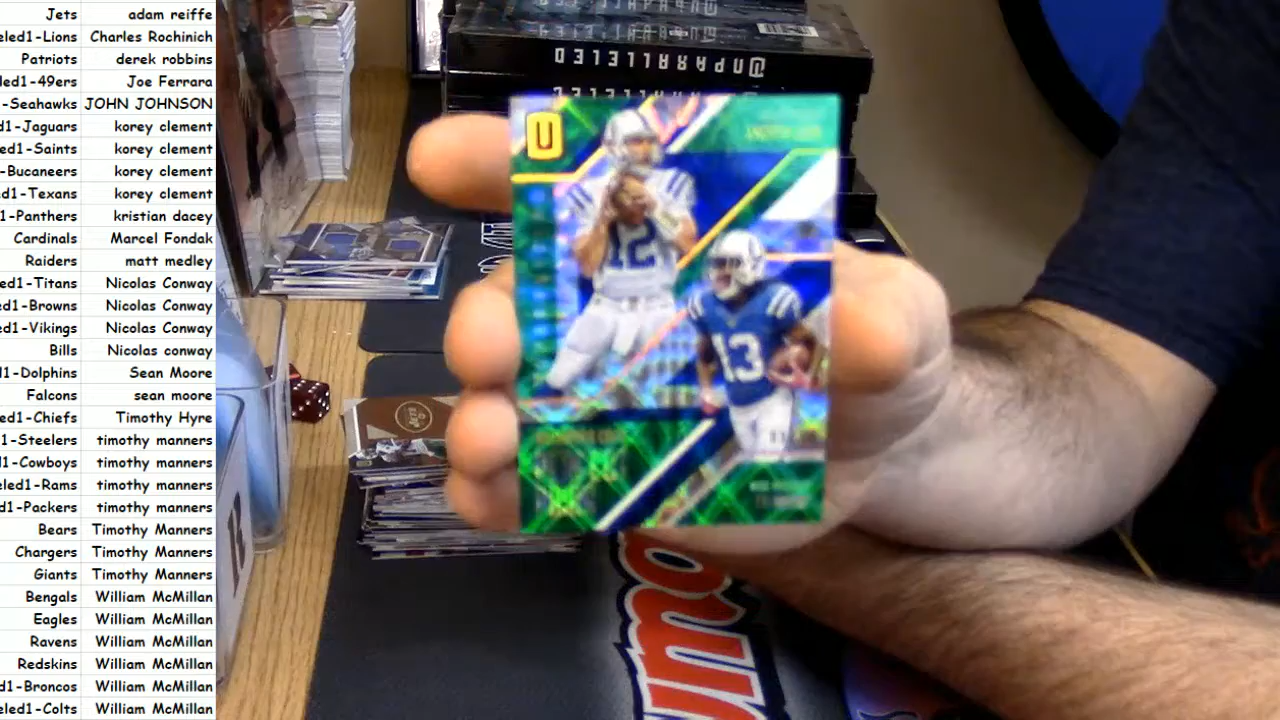 Jets adam reiffe
eled1-Lions Charles Rochinich
Patriots derek robbins
led1-49ers Joe Ferrara
-Seahawks JOHN JOHNSON
d1-Jaguars korey clement
ed1-Saints korey clement
-Bucaneers korey clement
ed1-Texans korey clement
1-Panthers kristian dacey
Cardinals Marcel Fondak
Raiders matt medley
ed1-Titans Nicolas Conway
ed1-Browns Nicolas Conway
ed1-Vikings Nicolas Conway
Bills Nicolas conway
d1-Dolphins Sean Moore
Falcons sean moore
ed1-Chiefs Timothy Hyre
1-Steelers timothy manners
d1-Cowboys timothy manners
eled1-Rams timothy manners
d1-Packers timothy manners
Bears Timothy Manners
Chargers Timothy Manners
Giants Timothy Manners
Bengals William McMillan
Eagles William McMillan
Ravens William McMillan
Redskins William McMillan
d1-Broncos William McMillan
eled1-Colts William McMillan
UNPARALLELED
U
12
13